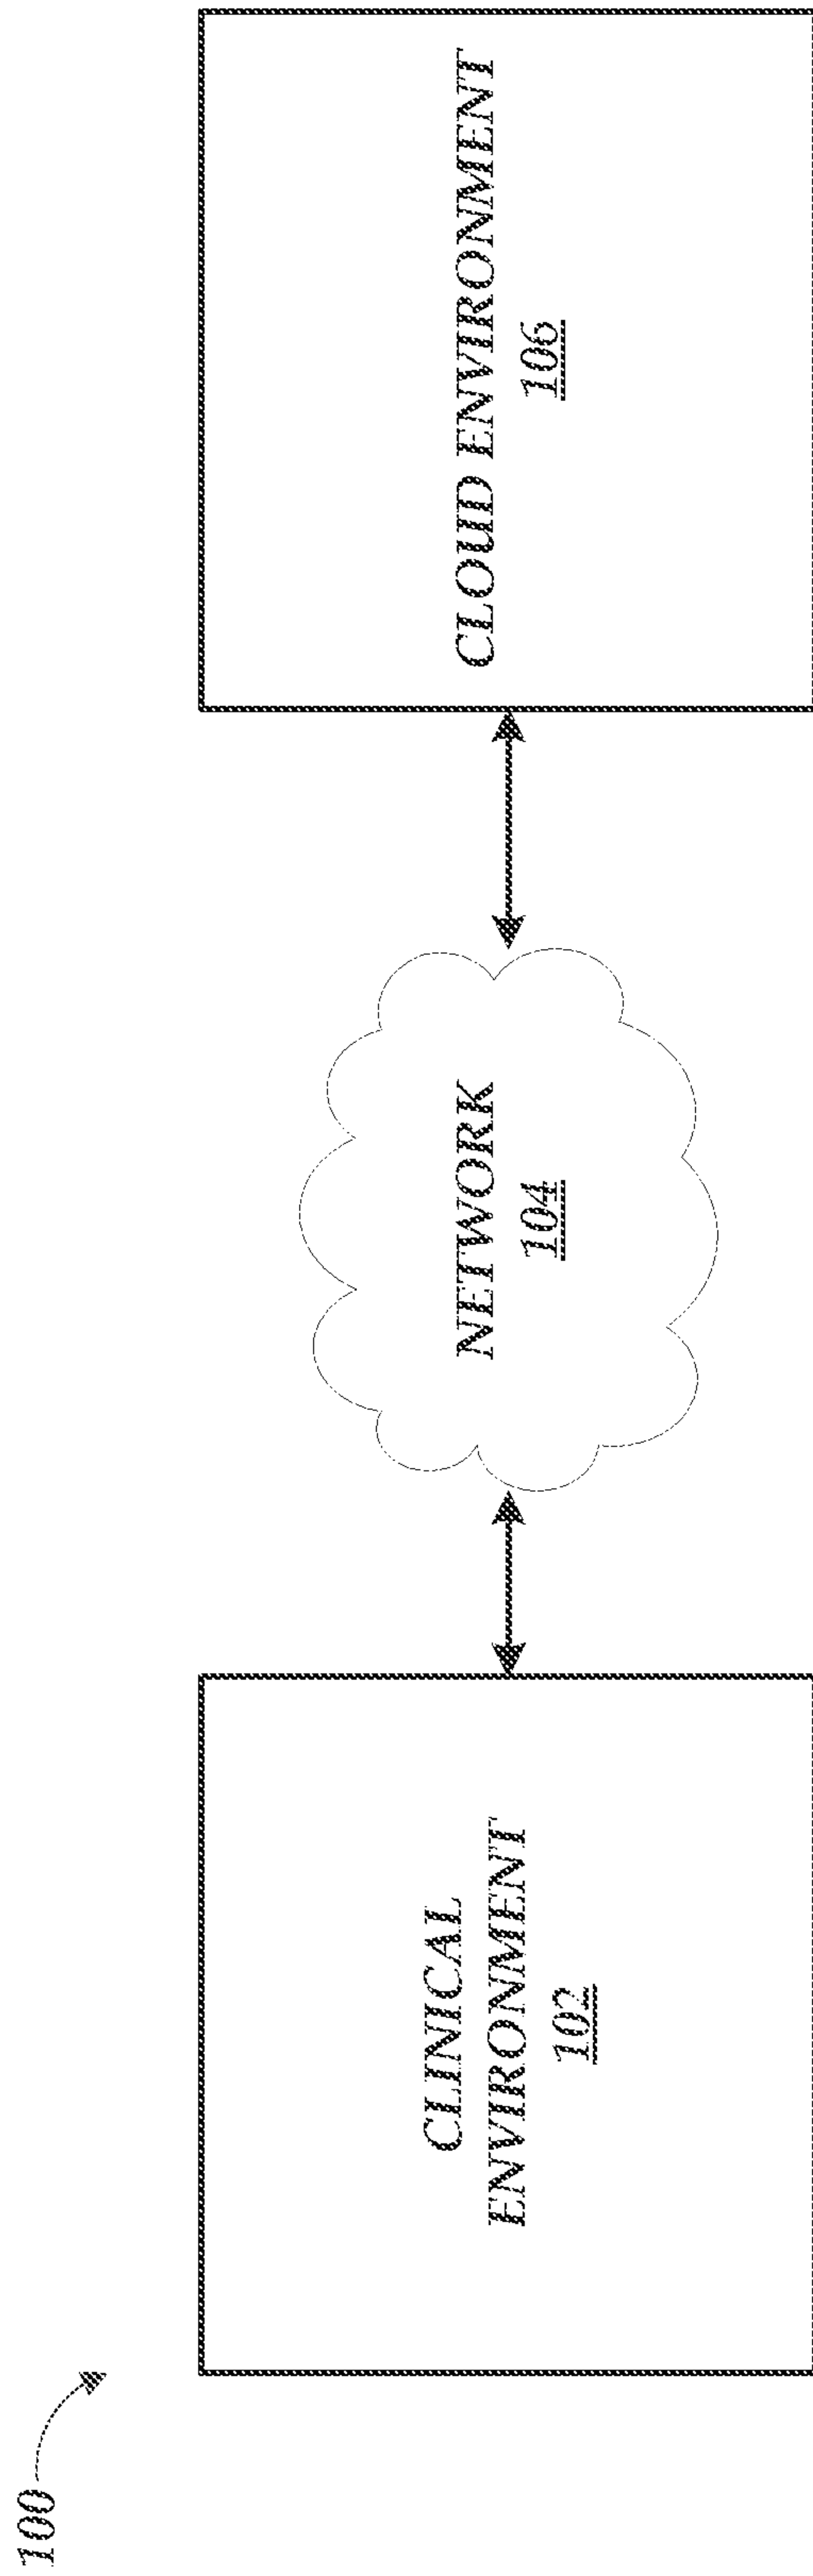 100
CLINICAL
ENVIRONMENT
102
NETWORK
104
CLOUD ENVIRONMENT
106